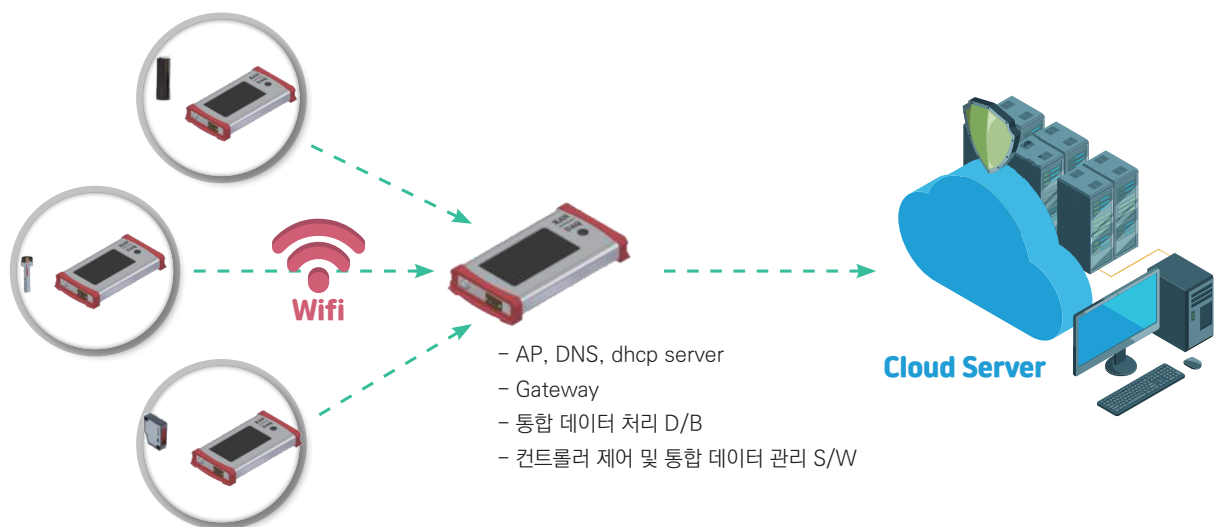 Wifi
- AP, DNS, dhcp server
- Gateway
- 통합 데이터 처리 D/B
- 컨트롤러 제어 및 통합 데이터 관리 S/W
Cloud Server